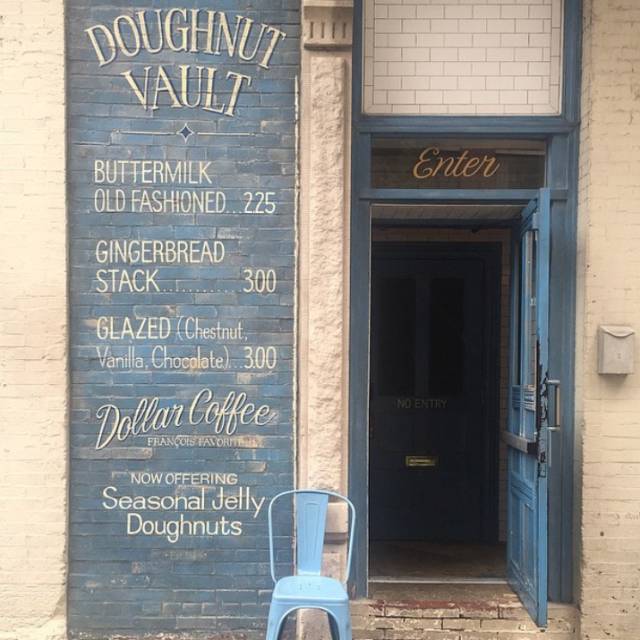 DOUGHNUT
VAULT
BUTTERMILK
OLD FASHIONED...225
GINGERBREAD
STACK..........300
GLAZED (Chestnut,
Vanilla, Chocolate)...300
Dollar Coffee
FRANÇOIS' FAVORITE
NOW OFFERING
Seasonal Jelly
Doughnuts
Enter
NO ENTRY